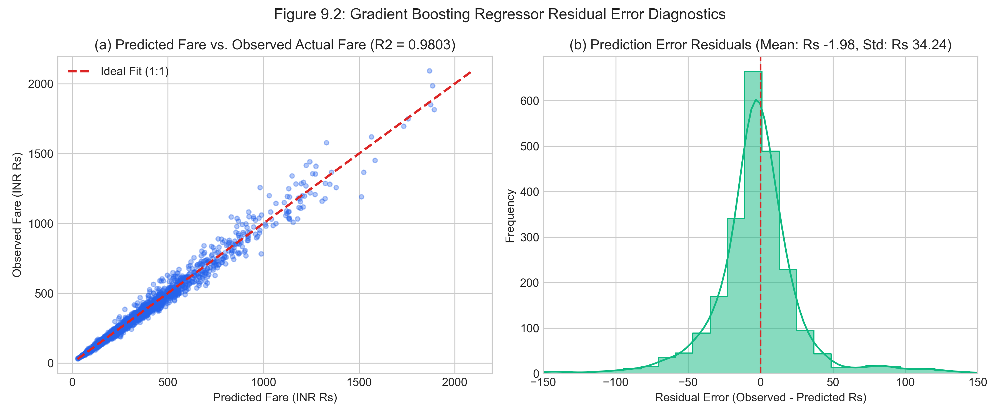 Figure 9.2: Gradient Boosting Regressor Residual Error Diagnostics
(a) Predicted Fare vs. Observed Actual Fare (R2 = 0.9803)
Ideal Fit (1:1)
Observed Fare (INR Rs)
2000
1500
1000
500
0
0 500 1000 1500 2000
Predicted Fare (INR Rs)
(b) Prediction Error Residuals (Mean: Rs -1.98, Std: Rs 34.24)
Frequency
600
500
400
300
200
100
0
−150 −100 −50 0 50 100 150
Residual Error (Observed - Predicted Rs)